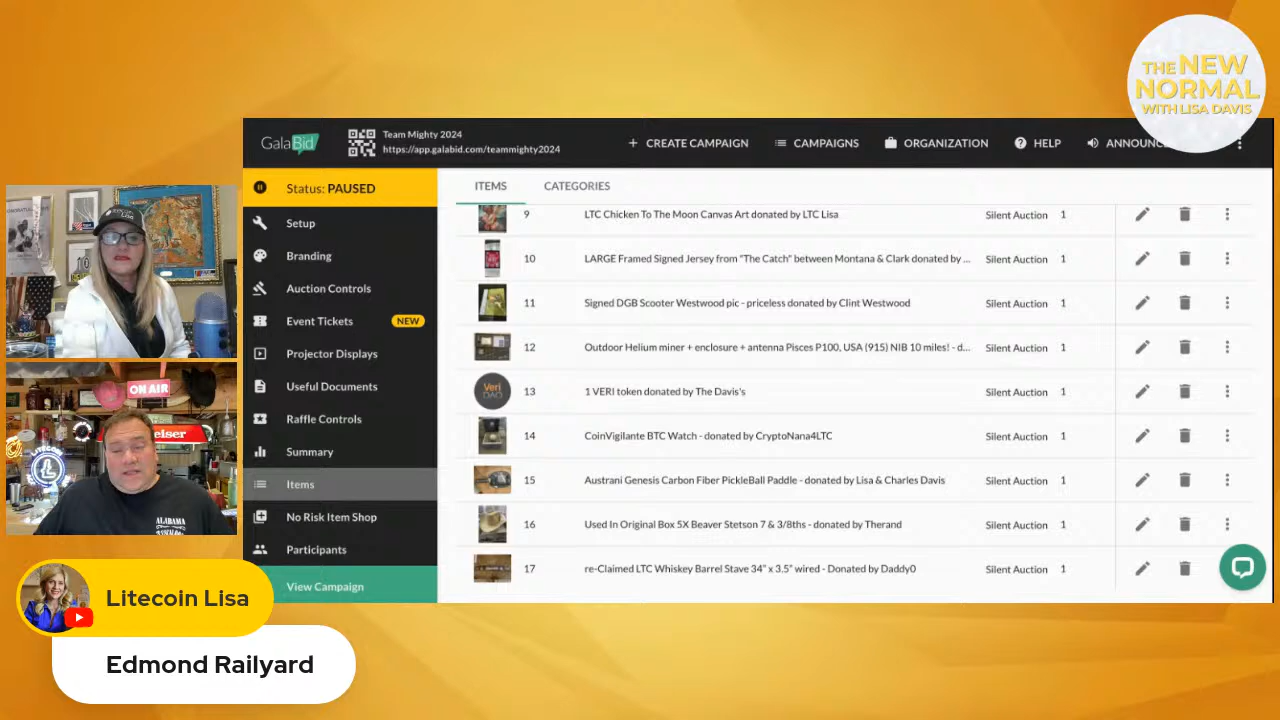 THE NEW
NORMAL
WITH LISA DAVIS
GalaBid
Team Mighty 2024
https://app.galabid.com/teammighty2024
+ CREATE CAMPAIGN
CAMPAIGNS
ORGANIZATION
HELP
Status: PAUSED
Setup
Branding
Auction Controls
Event Tickets NEW
Projector Displays
Useful Documents
Raffle Controls
Summary
Items
No Risk Item Shop
Participants
View Campaign
ITEMS CATEGORIES
9 LTC Chicken To The Moon Canvas Art donated by LTC Lisa Silent Auction 1
10 LARGE Framed Signed Jersey from "The Catch" between Montana & Clark donated by ... Silent Auction 1
11 Signed DGB Scooter Westwood pic - priceless donated by Clint Westwood Silent Auction 1
12 Outdoor Helium miner + enclosure + antenna Pisces P100, USA (915) NIB 10 miles! - d... Silent Auction 1
Veri
DAO
13 1 VERI token donated by The Davis's Silent Auction 1
14 CoinVigilante BTC Watch - donated by CryptoNana4LTC Silent Auction 1
15 Austrani Genesis Carbon Fiber PickleBall Paddle - donated by Lisa & Charles Davis Silent Auction 1
16 Used In Original Box 5X Beaver Stetson 7 & 3/8ths - donated by Therand Silent Auction 1
17 re-Claimed LTC Whiskey Barrel Stave 34" x 3.5" wired - Donated by Daddy0 Silent Auction 1
ON AIR
LITECOIN
ALABAMA
Litecoin Lisa
Edmond Railyard